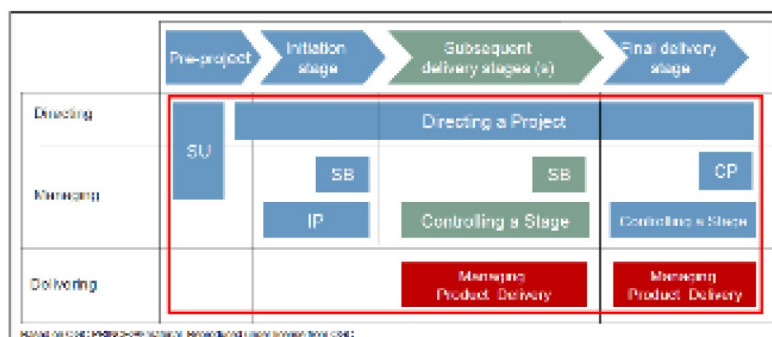 Pre-project
Initiation
stage
Subsequent
delivery stages (s)
Final delivery
stage
Directing
SU
Directing a Project
Managing
SB
SB
CP
IP
Controlling a Stage
Controlling a Stage
Delivering
Managing
Product Delivery
Managing
Product Delivery